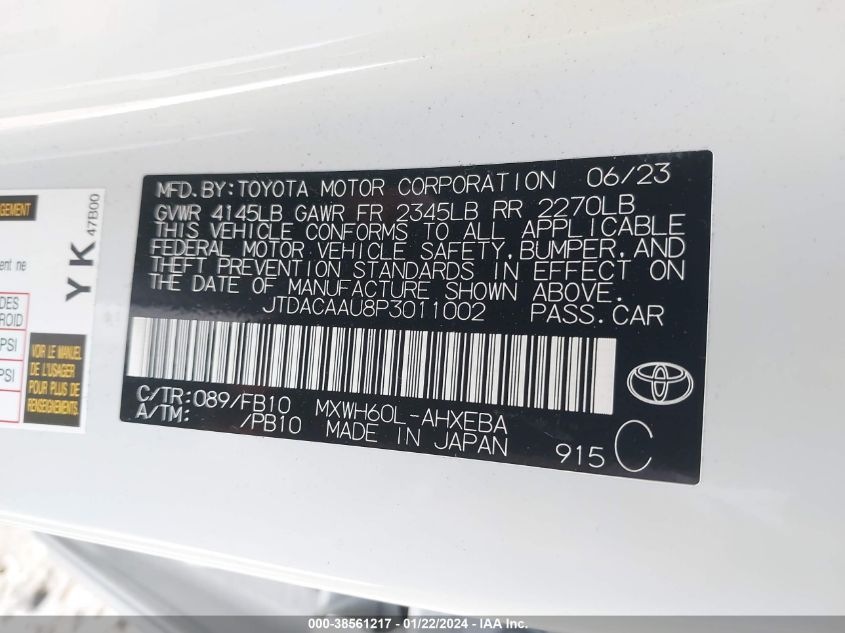 MFD. BY: TOYOTA MOTOR CORPORATION 06/23
GVWR 4145LB GAWR FR 2345LB RR 2270LB
THIS VEHICLE CONFORMS TO ALL APPLICABLE
FEDERAL MOTOR VEHICLE SAFETY, BUMPER, AND
THEFT PREVENTION STANDARDS IN EFFECT ON
THE DATE OF MANUFACTURE SHOWN ABOVE.
JTDACAAU8P3011002 PASS. CAR
C/TR: 089/FB10 MXWH60L-AHXEBA
A/TM: /PB10 MADE IN JAPAN
915 C
YK 47B00
ent ne
PSI
PSI
VOIR LE MANUEL
DE L'USAGER
POUR PLUS DE
RENSEIGNEMENTS
000-38561217 - 01/22/2024 - IAA Inc.